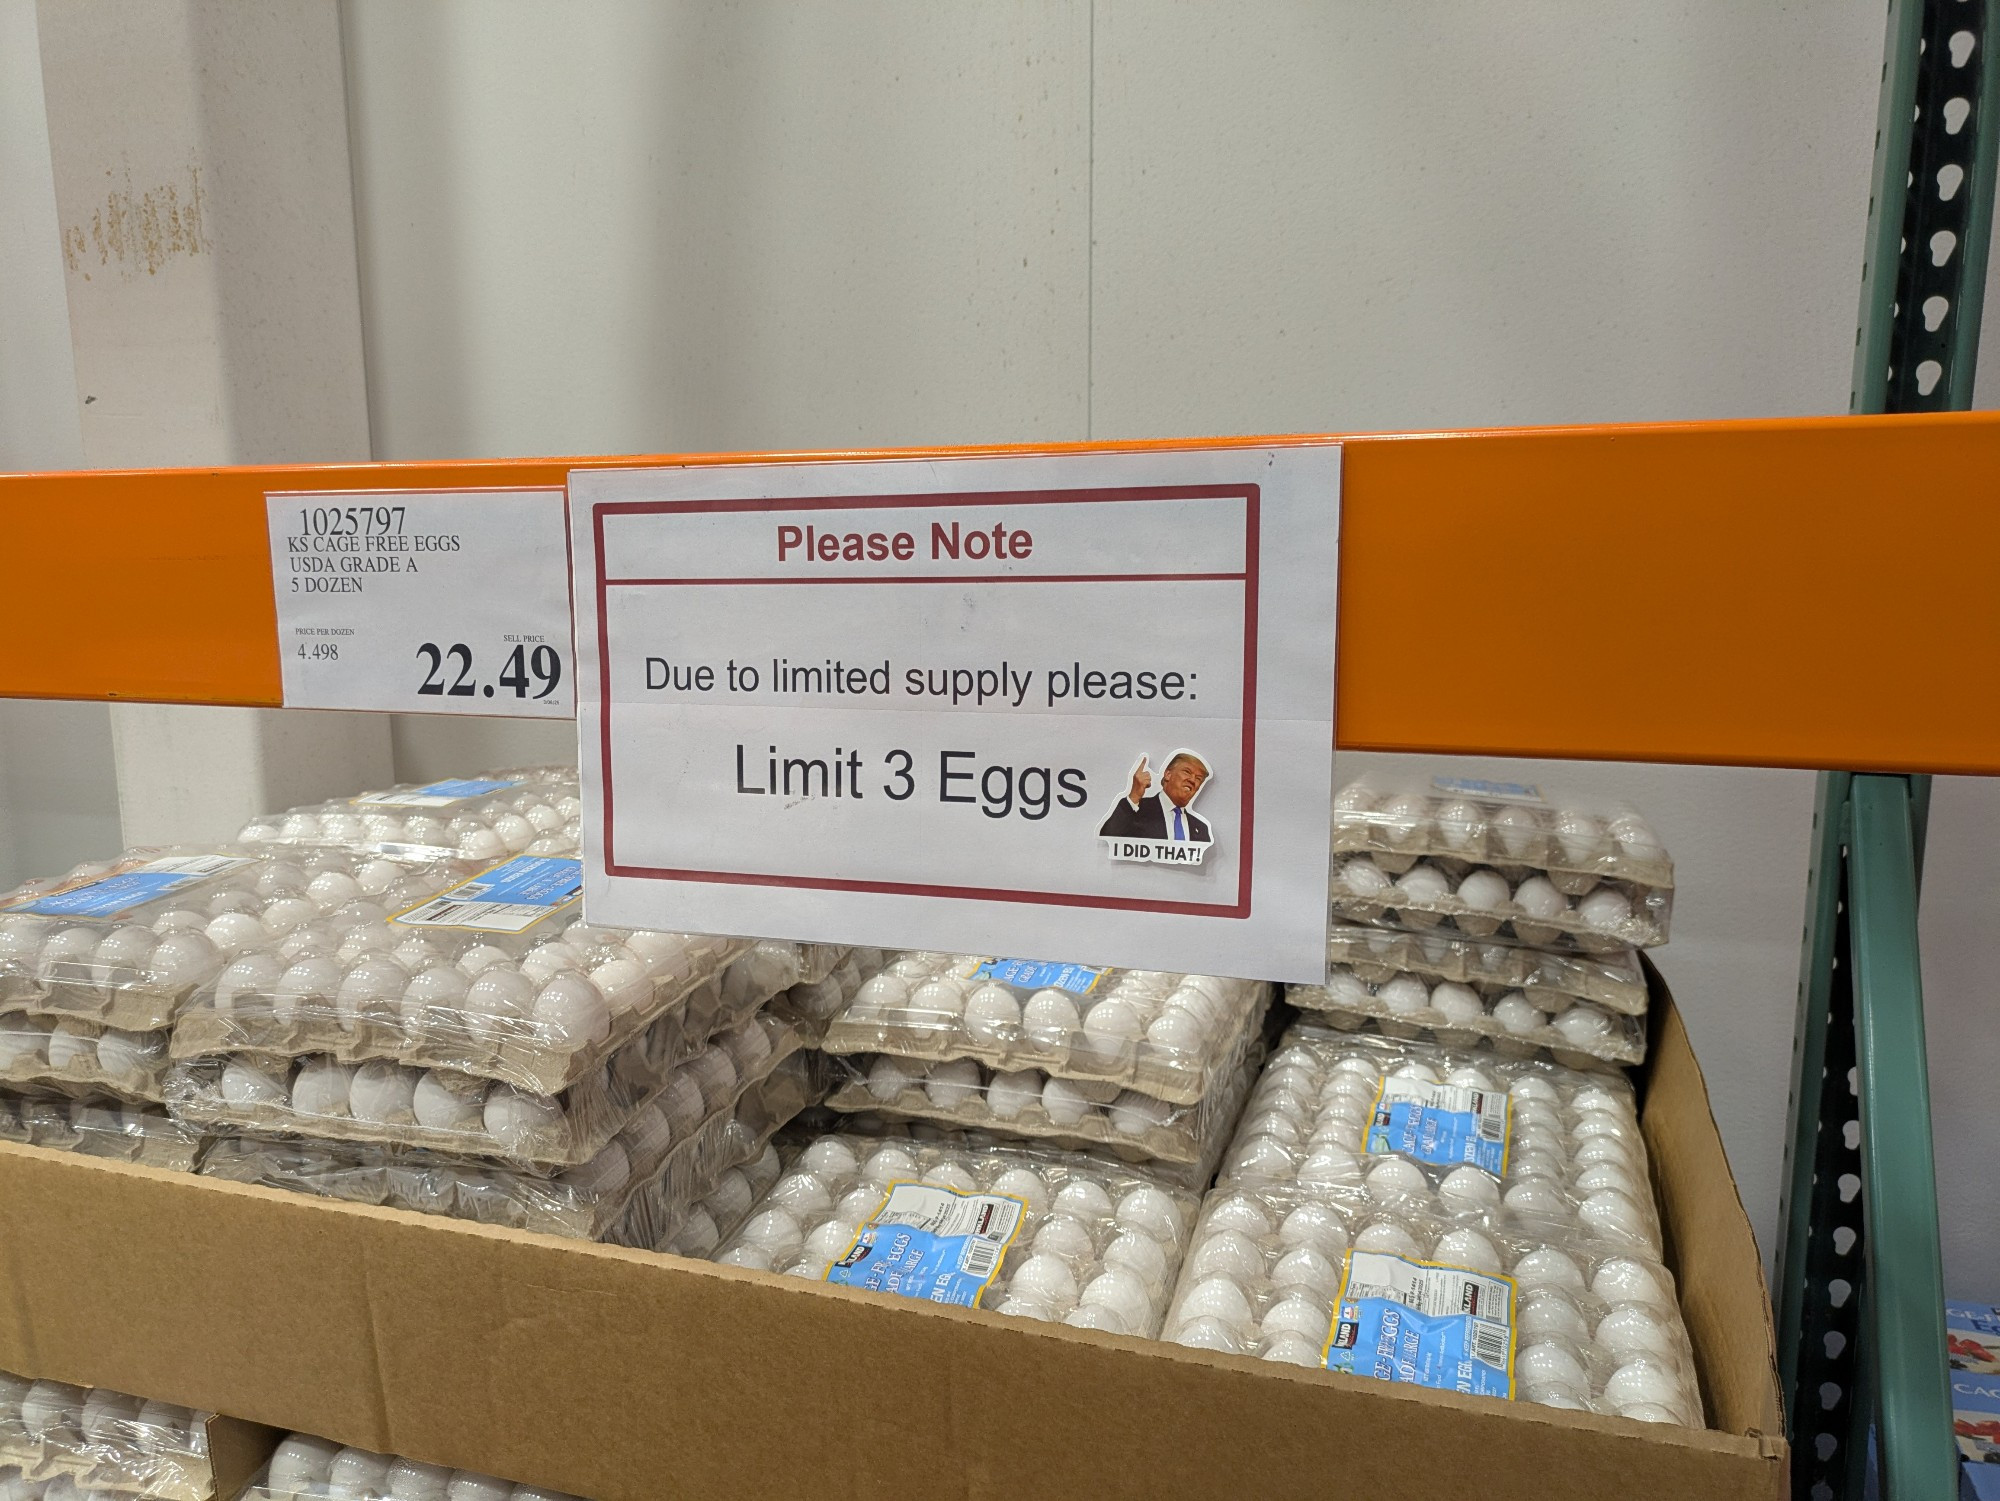 1025797
KS CAGE FREE EGGS
USDA GRADE A
5 DOZEN
PRICE PER DOZEN
4.498
SELL PRICE
22.49
Please Note
Due to limited supply please:
Limit 3 Eggs
I DID THAT!